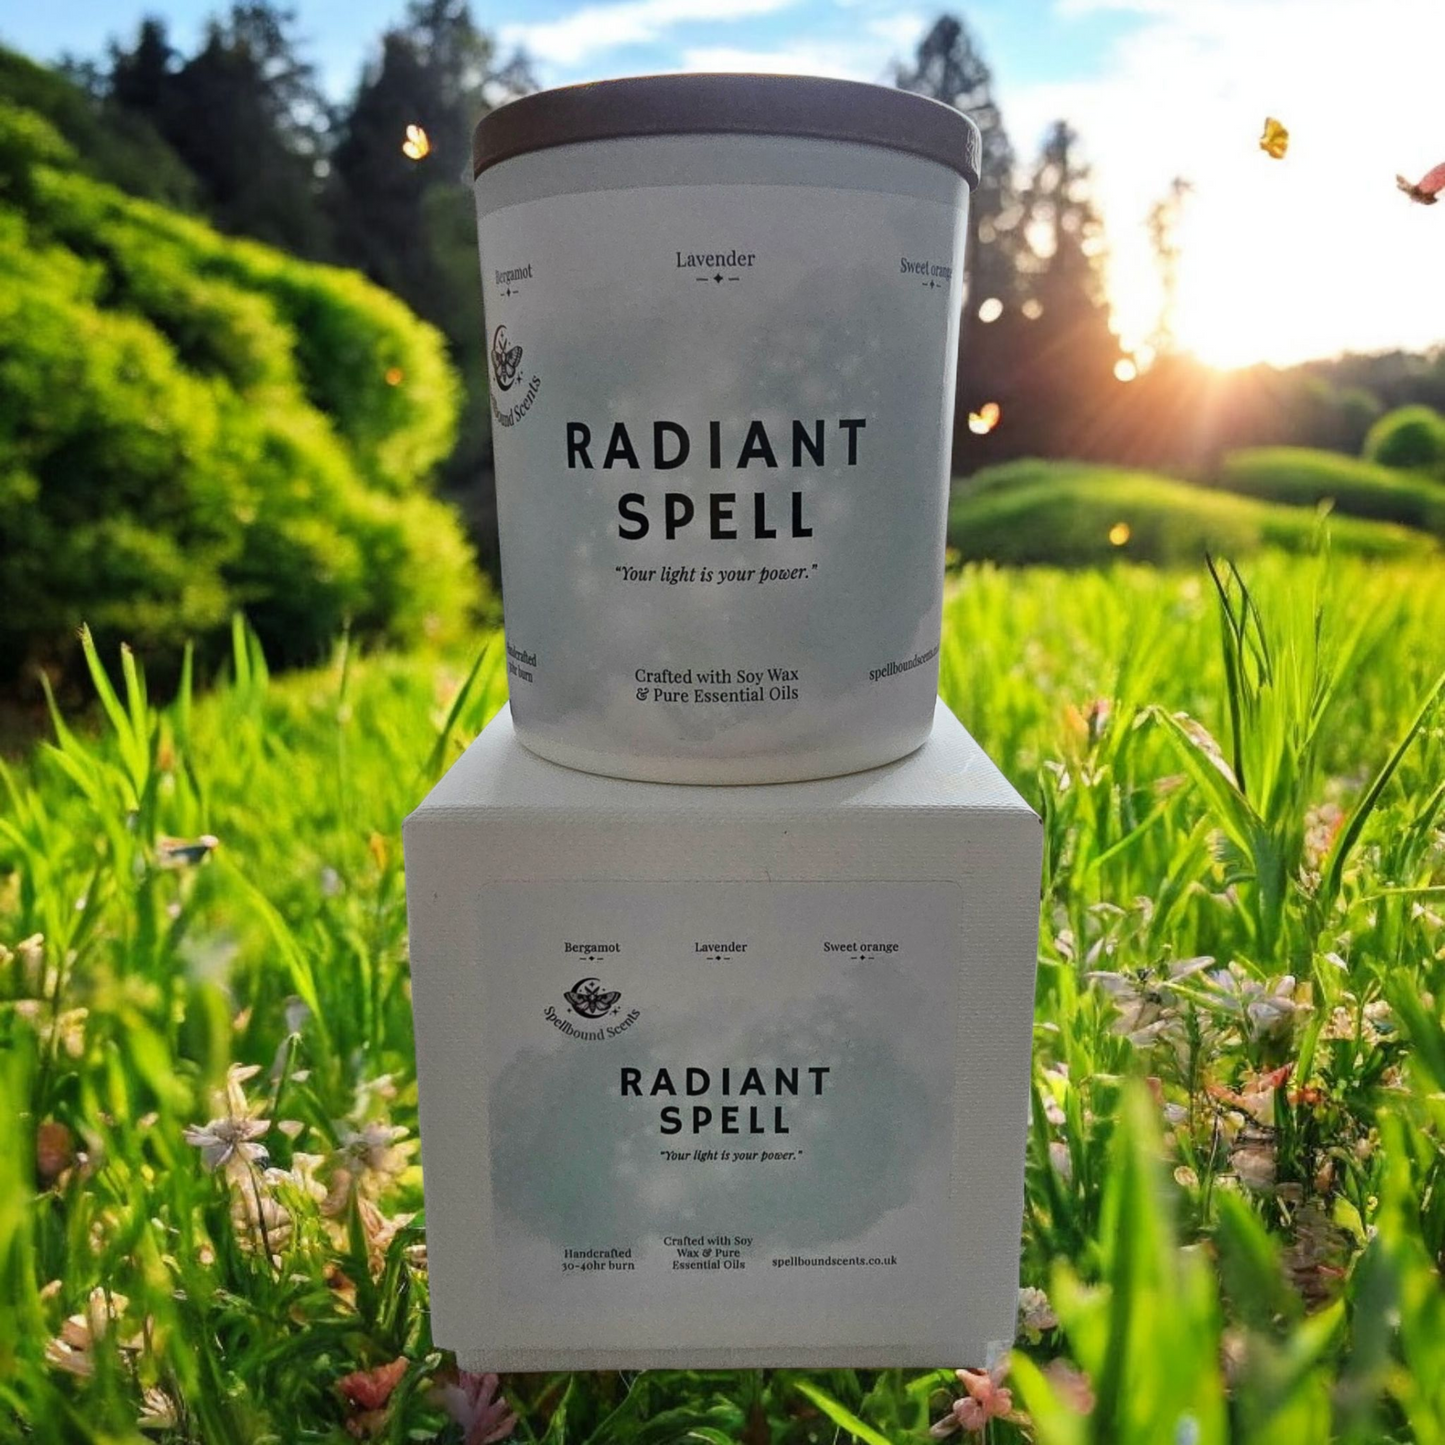 Lavender
Bergamot
Sweet orange
Scents
RADIANT
SPELL
"Your light is your power."
Crafted with Soy Wax
& Pure Essential Oils
burn
Bergamot
Lavender
Sweet orange
Spellbound Scents
RADIANT
SPELL
"Your light is your power."
Handcrafted
30-40hr burn
Crafted with Soy
Wax & Pure
Essential Oils
spellboundscents.co.uk